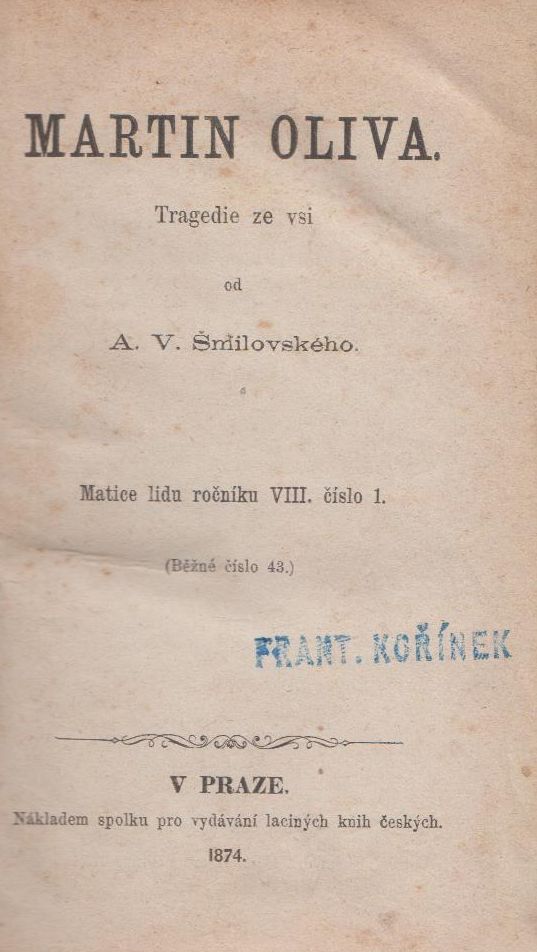 MARTIN OLIVA.
Tragedie ze vsi
od
A. V. Šmilovského.
Matice lidu ročníku VIII. číslo 1.
(Běžné číslo 43.)
FRANT. KOŘÍNEK
V PRAZE.
Nákladem spolku pro vydávání laciných knih českých.
1874.